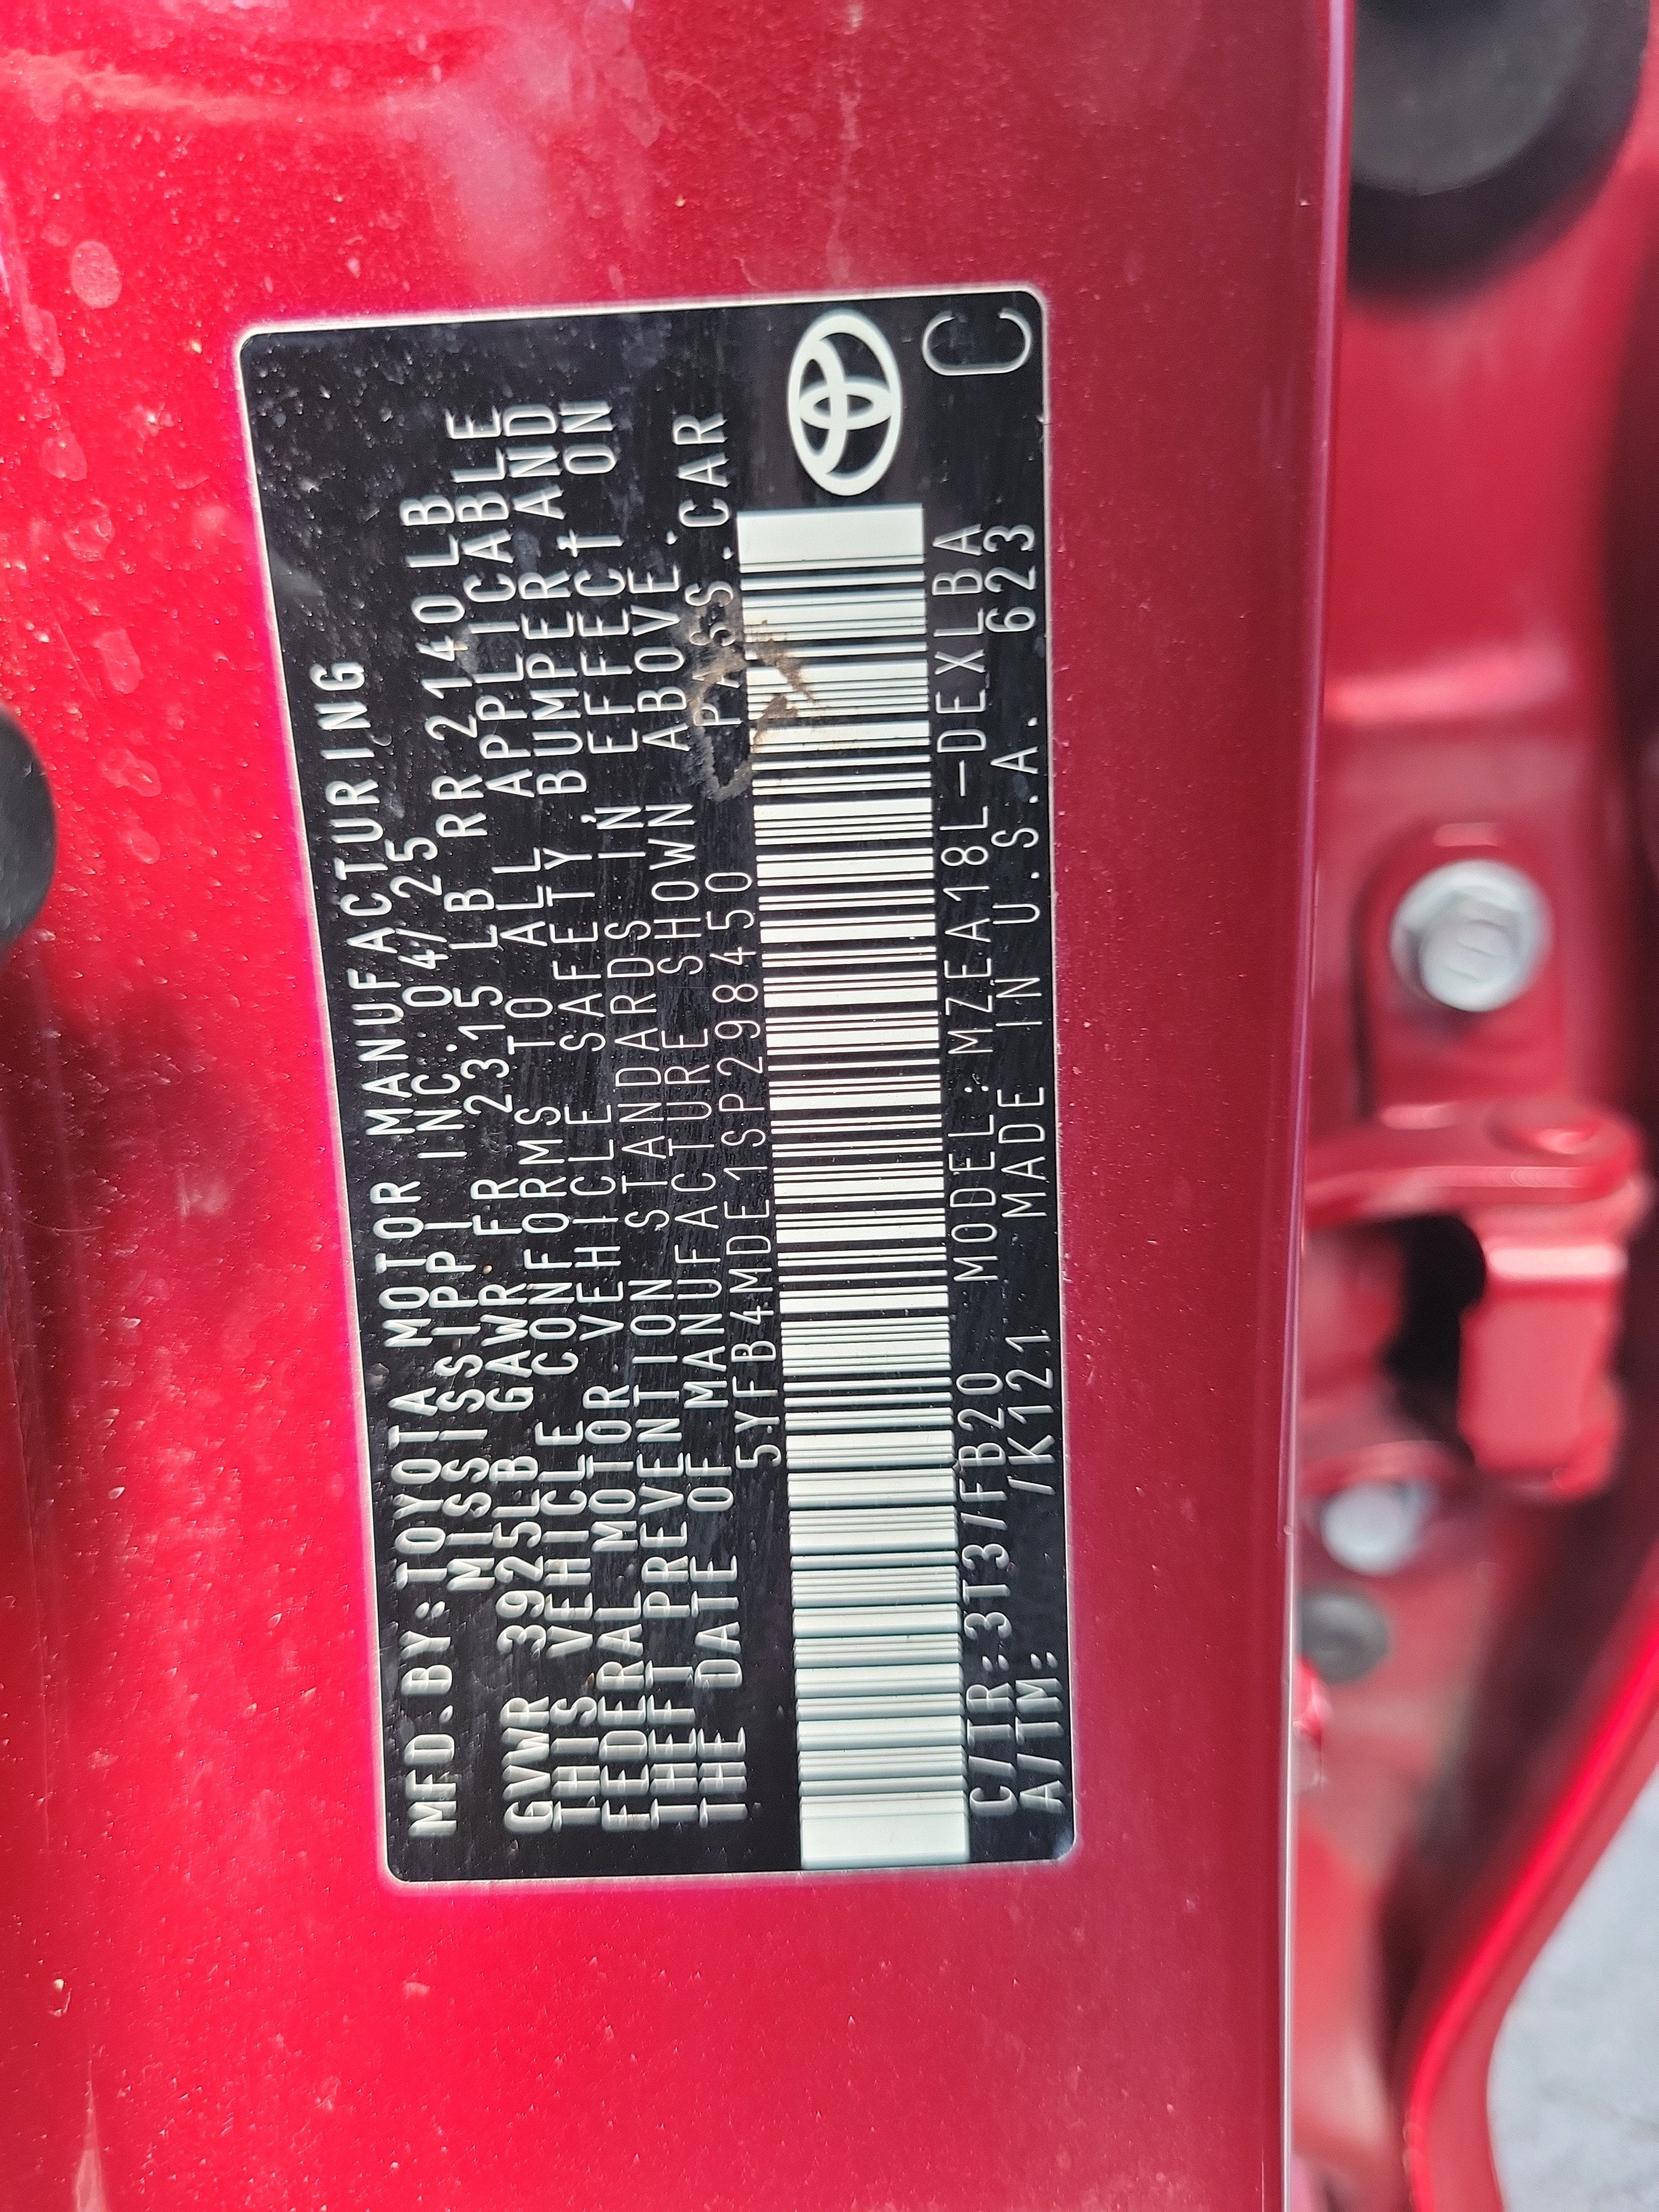 MFD.BY:TOYOTA MOTOR MANUFACTURING
MISSISSIPPI INC. 04/25
GVWR 3925LB GAWR FR 2315LB RR 2140LB
THIS VEHICLE CONFORMS TO ALL APPLICABLE
FEDERAL MOTOR VEHICLE SAFETY, BUMPER AND
THEFT PREVENTION STANDARDS IN EFFECT ON
THE DATE OF MANUFACTURE SHOWN ABOVE.
5YFB4MDE1SP298450 PASS.CAR
C/TR:3T3/FB20 MODEL:MZEA18L-DEXLBA
A/TM: /K121 MADE IN U.S.A. 623
C